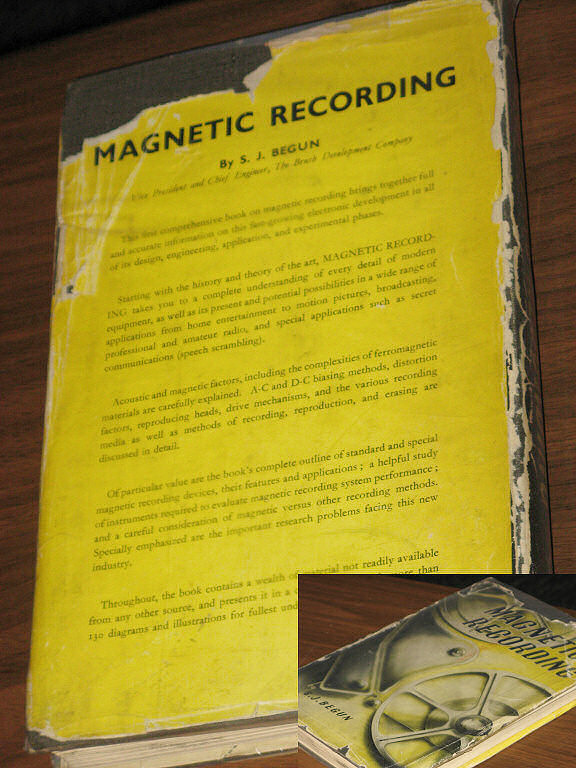 MAGNETIC RECORDING
By S. J. BEGUN
Vice President and Chief Engineer, The Brush Development Company
This first comprehensive book on magnetic recording brings together full
and accurate information on this fast-growing electronic development in all
of its design, engineering, application, and experimental phases.
Starting with the history and theory of the art, MAGNETIC RECORD-
ING takes you to a complete understanding of every detail of modern
equipment, as well as its present and potential possibilities in a wide range of
applications from home entertainment to motion pictures, broadcasting,
professional and amateur radio, and special applications such as secret
communications (speech scrambling).
Acoustic and magnetic factors, including the complexities of ferromagnetic
materials are carefully explained. A-C and D-C biasing methods, distortion
factors, reproducing heads, drive mechanisms, and the various recording
media as well as methods of recording, reproduction, and erasing are
discussed in detail.
Of particular value are the book's complete outline of standard and special
magnetic recording devices, their features and applications; a helpful study
of instruments required to evaluate magnetic recording system performance;
and a careful consideration of magnetic versus other recording methods.
Specially emphasized are the important research problems facing this new
industry.
Throughout, the book contains a wealth of material not readily available
from any other source, and presents it in a than
130 diagrams and illustrations for fullest
MAGNETIC
RECORDING
S.J. BEGUN